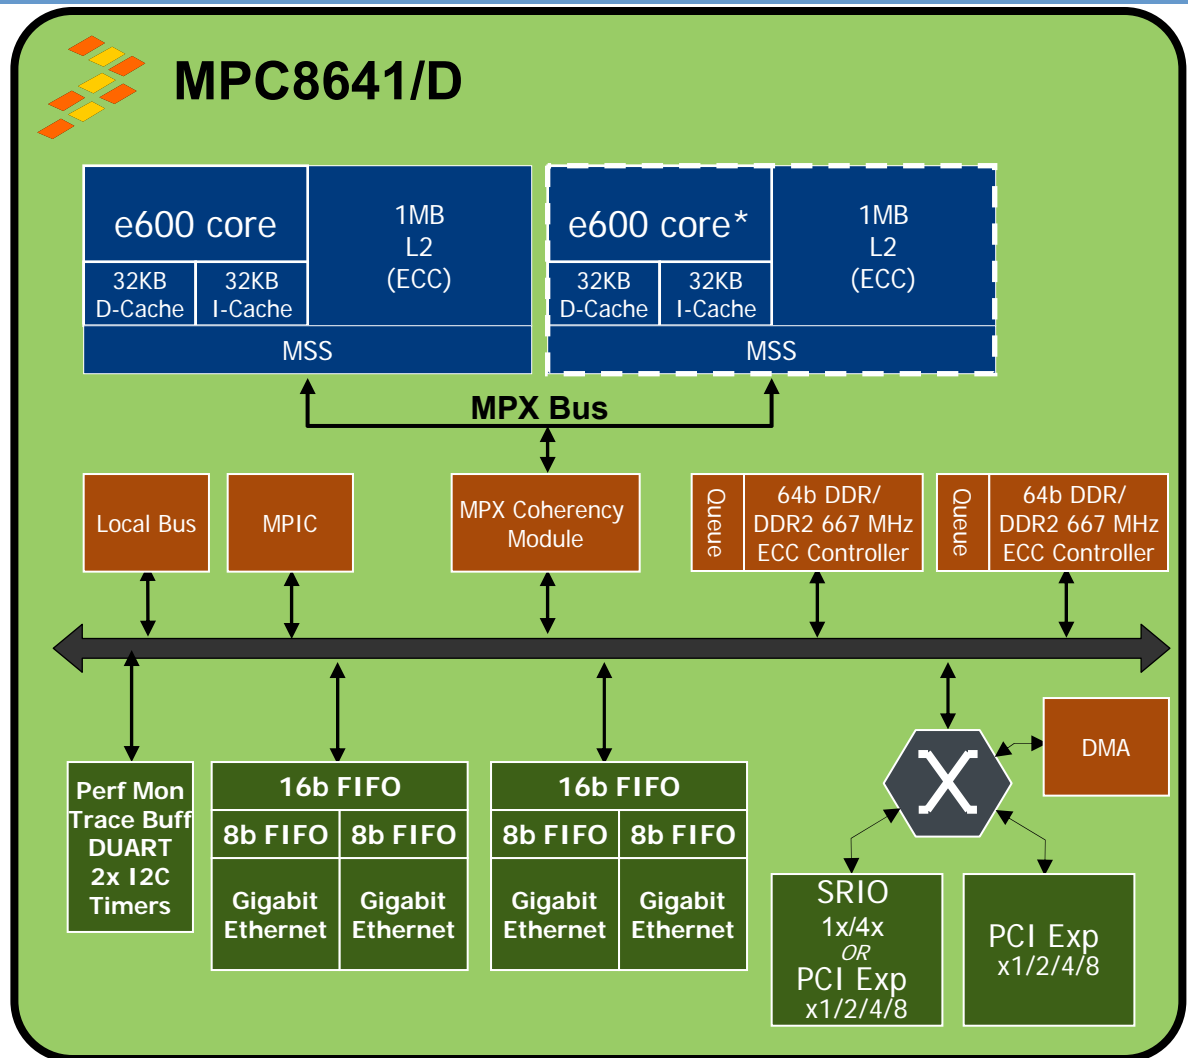 MPC8641/D
e600 core
32KB
D-Cache
32KB
I-Cache
1MB
L2
(ECC)
MSS
e600 core*
32KB
D-Cache
32KB
I-Cache
1MB
L2
(ECC)
MSS
MPX Bus
Local Bus
MPIC
MPX Coherency
Module
Queue
64b DDR/
DDR2 667 MHz
ECC Controller
Queue
64b DDR/
DDR2 667 MHz
ECC Controller
DMA
Perf Mon
Trace Buff
DUART
2x I2C
Timers
16b FIFO
8b FIFO
8b FIFO
Gigabit
Ethernet
Gigabit
Ethernet
16b FIFO
8b FIFO
8b FIFO
Gigabit
Ethernet
Gigabit
Ethernet
SRIO
1x/4x
OR
PCI Exp
x1/2/4/8
PCI Exp
x1/2/4/8